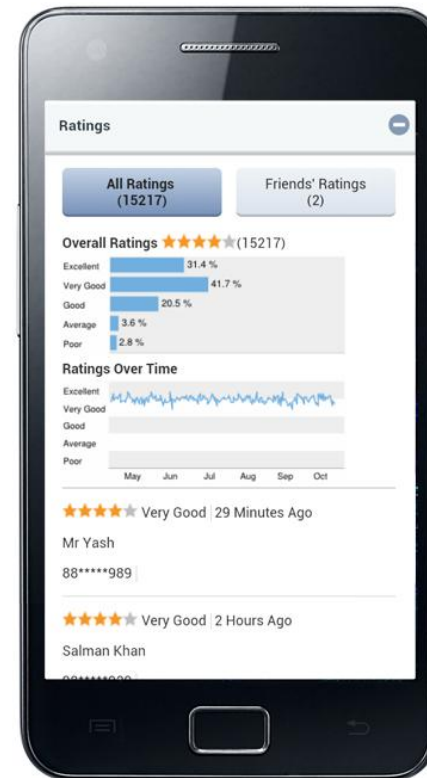 Ratings
All Ratings
(15217)
Friends' Ratings
(2)
Overall Ratings (15217)
Excellent 31.4 %
Very Good 41.7 %
Good 20.5 %
Average 3.6 %
Poor 2.8 %
Ratings Over Time
Excellent
Very Good
Good
Average
Poor
May Jun Jul Aug Sep Oct
Very Good 29 Minutes Ago
Mr Yash
88*****989
Very Good 2 Hours Ago
Salman Khan